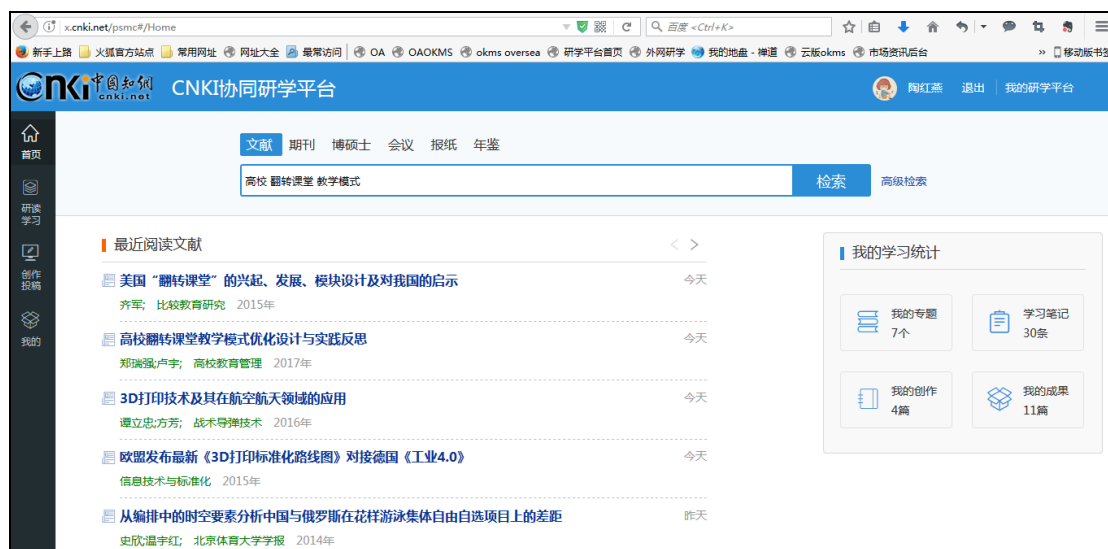 x.cnki.net/psmc#/Home
百度 <Ctrl+K>
新手上路 火狐官方站点 常用网址 网址大全 最常访问 OA OAOKMS okms oversea 研学平台首页 外网研学 我的地盘 - 禅道 云版okms 市场资讯后台 » 移动版书签
CNKi 中国知网 cnki.net CNKI协同研学平台 陶红燕 退出 我的研学平台
首页
研读学习
创作投稿
我的
文献 期刊 博硕士 会议 报纸 年鉴
高校 翻转课堂 教学模式 检索 高级检索
最近阅读文献 < >
美国“翻转课堂”的兴起、发展、模块设计及对我国的启示 今天
齐军; 比较教育研究 2015年
高校翻转课堂教学模式优化设计与实践反思 今天
郑瑞强;卢宇; 高校教育管理 2017年
3D打印技术及其在航空航天领域的应用 今天
谭立忠;方芳; 战术导弹技术 2016年
欧盟发布最新《3D打印标准化路线图》对接德国《工业4.0》 今天
信息技术与标准化 2015年
从编排中的时空要素分析中国与俄罗斯在花样游泳集体自由自选项目上的差距 昨天
史欣;温宇红; 北京体育大学学报 2014年
我的学习统计
我的专题
7个
学习笔记
30条
我的创作
4篇
我的成果
11篇